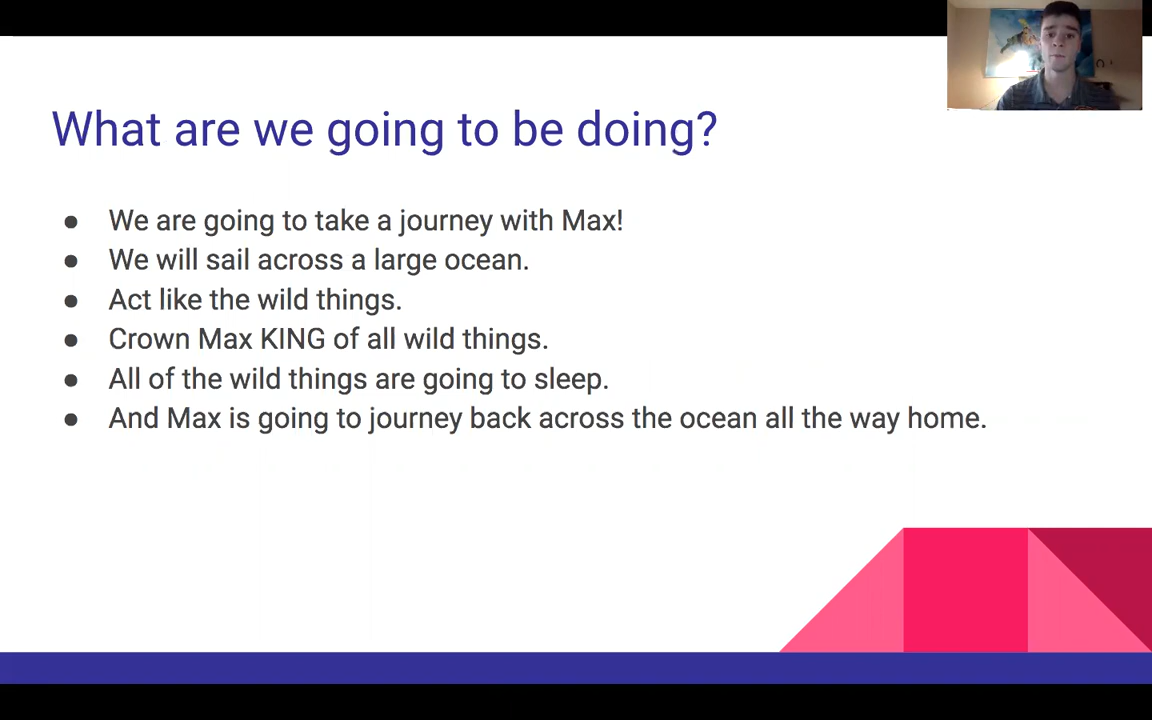 What are we going to be doing?
● We are going to take a journey with Max!
● We will sail across a large ocean.
● Act like the wild things.
● Crown Max KING of all wild things.
● All of the wild things are going to sleep.
● And Max is going to journey back across the ocean all the way home.